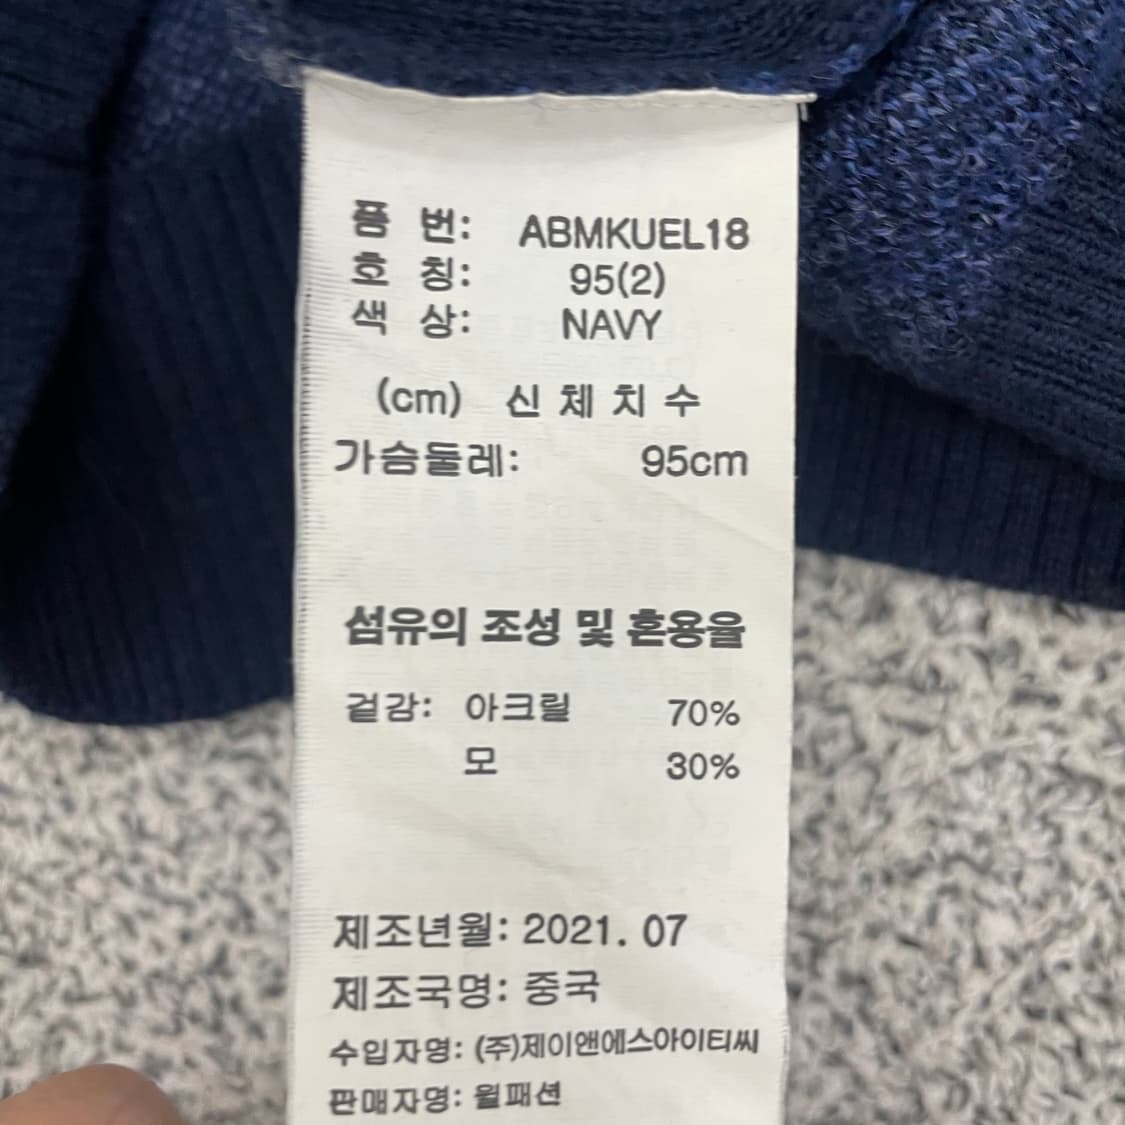 품 번: ABMKUEL18
호 칭: 95(2)
색 상: NAVY
(cm) 신체치수
가슴둘레: 95cm
섬유의 조성 및 혼용율
겉감: 아크릴 70%
모 30%
제조년월: 2021. 07
제조국명: 중국
수입자명: (주)제이앤에스아이티씨
판매자명: 월패션